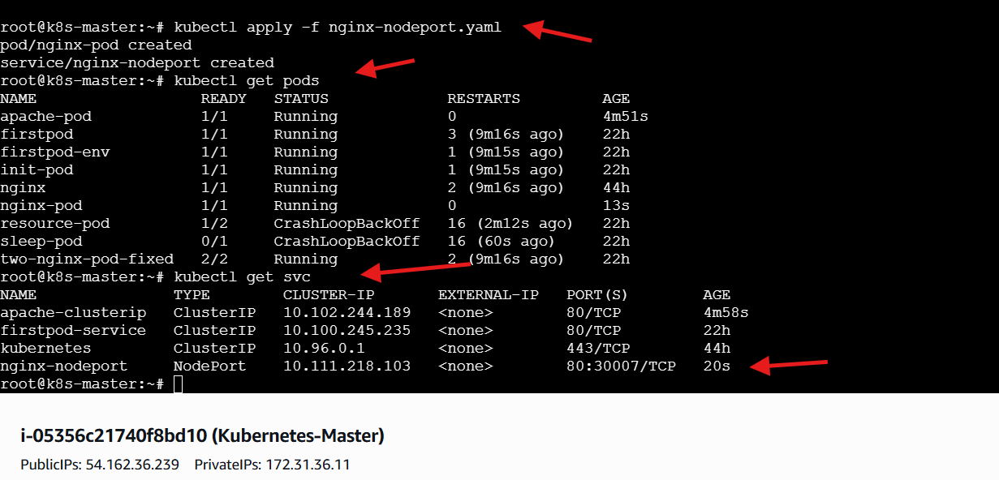 root@k8s-master:~# kubectl apply -f nginx-nodeport.yaml
pod/nginx-pod created
service/nginx-nodeport created
root@k8s-master:~# kubectl get pods
NAME READY STATUS RESTARTS AGE
apache-pod 1/1 Running 0 4m51s
firstpod 1/1 Running 3 (9m16s ago) 22h
firstpod-env 1/1 Running 1 (9m15s ago) 22h
init-pod 1/1 Running 1 (9m15s ago) 22h
nginx 1/1 Running 2 (9m16s ago) 44h
nginx-pod 1/1 Running 0 13s
resource-pod 1/2 CrashLoopBackOff 16 (2m12s ago) 22h
sleep-pod 0/1 CrashLoopBackOff 16 (60s ago) 22h
two-nginx-pod-fixed 2/2 Running 2 (9m16s ago) 22h
root@k8s-master:~# kubectl get svc
NAME TYPE CLUSTER-IP EXTERNAL-IP PORT(S) AGE
apache-clusterip ClusterIP 10.102.244.189 <none> 80/TCP 4m58s
firstpod-service ClusterIP 10.100.245.235 <none> 80/TCP 22h
kubernetes ClusterIP 10.96.0.1 <none> 443/TCP 44h
nginx-nodeport NodePort 10.111.218.103 <none> 80:30007/TCP 20s
root@k8s-master:~#
i-05356c21740f8bd10 (Kubernetes-Master)
PublicIPs: 54.162.36.239 PrivateIPs: 172.31.36.11